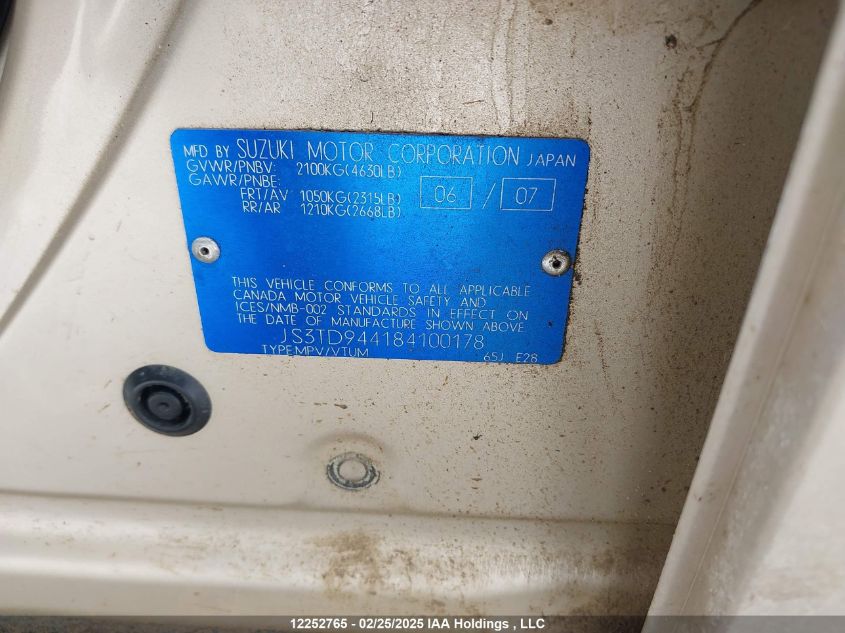 MFD BY SUZUKI MOTOR CORPORATION JAPAN
GVWR/PNBV: 2100KG(4630LB)
GAWR/PNBE:
FRT/AV 1050KG(2315LB) 06 / 07
RR/AR 1210KG(2668LB)
THIS VEHICLE CONFORMS TO ALL APPLICABLE
CANADA MOTOR VEHICLE SAFETY AND
ICES/NMB-002 STANDARDS IN EFFECT ON
THE DATE OF MANUFACTURE SHOWN ABOVE
JS3TD944184100178
TYPE:MPV/VTUM 65J E28
12252765 - 02/25/2025 IAA Holdings , LLC